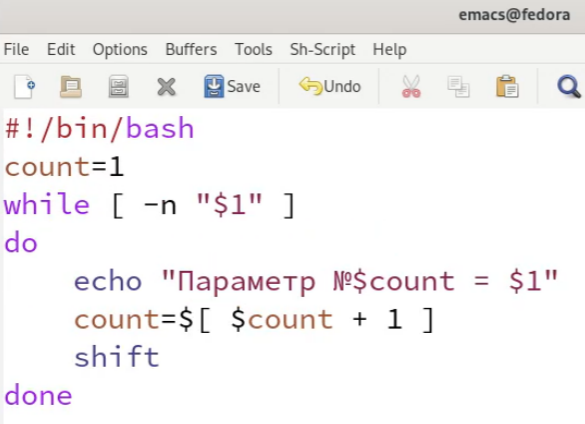 emacs@fedora
File Edit Options Buffers Tools Sh-Script Help
Save Undo
#!/bin/bash
count=1
while [ -n "$1" ]
do
    echo "Параметр №$count = $1"
    count=$[ $count + 1 ]
    shift
done